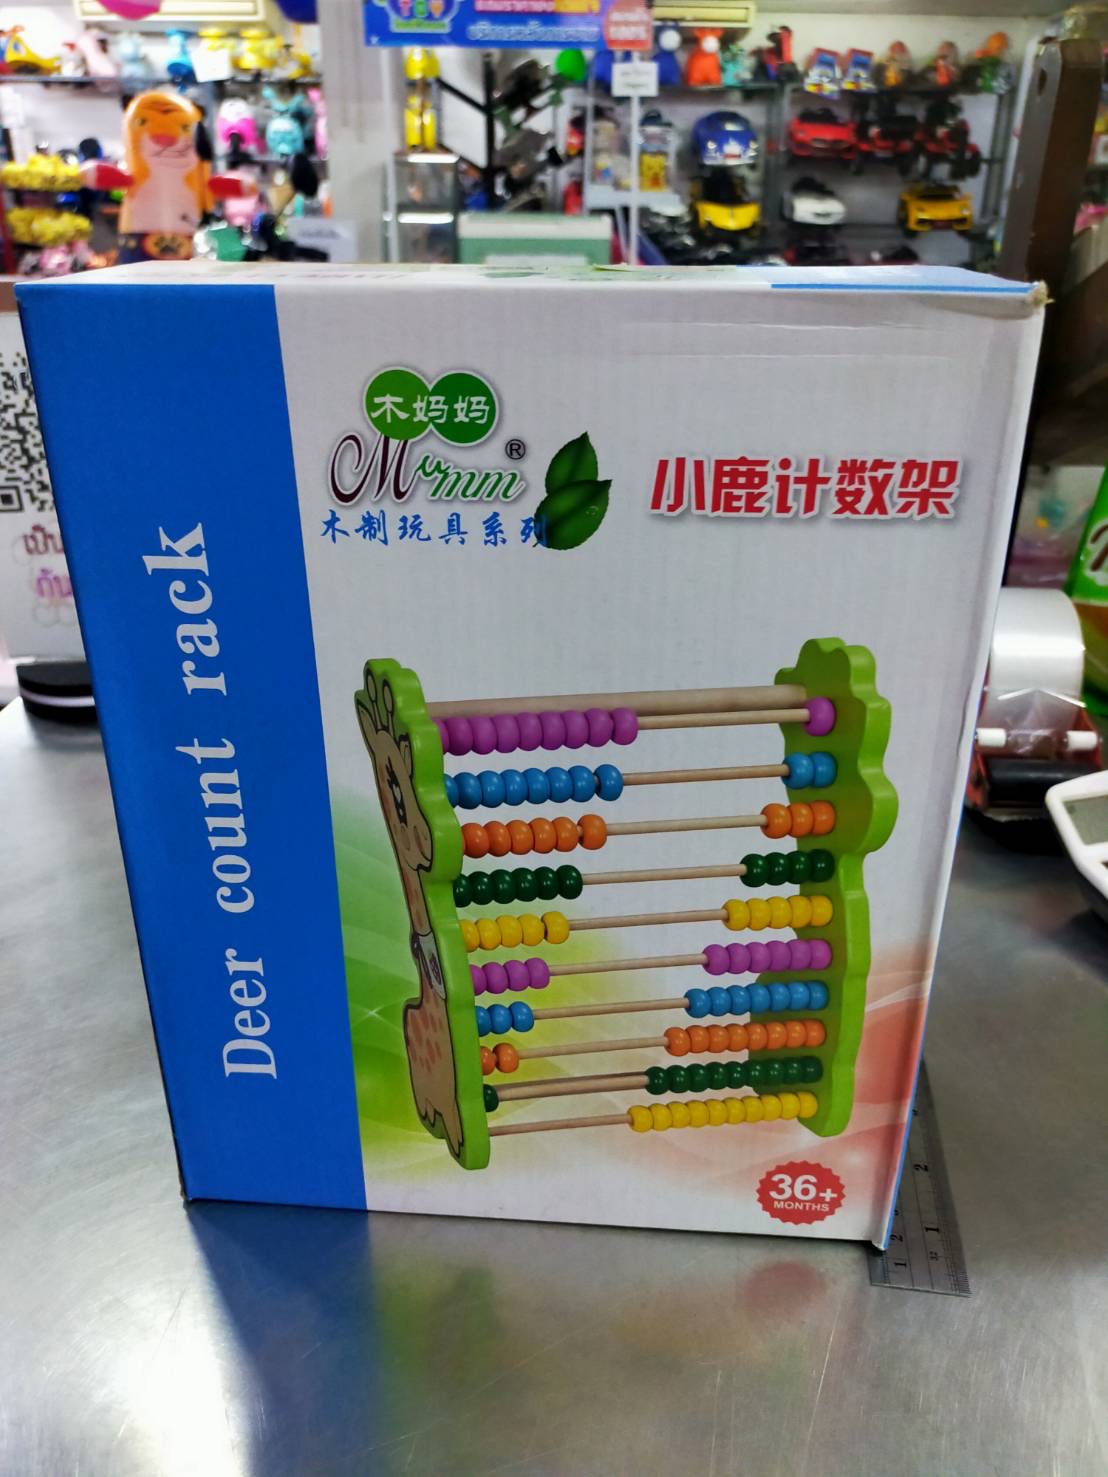 木妈妈
Mumm®
木制玩具系列
小鹿计数架
Deer count rack
36+
MONTHS